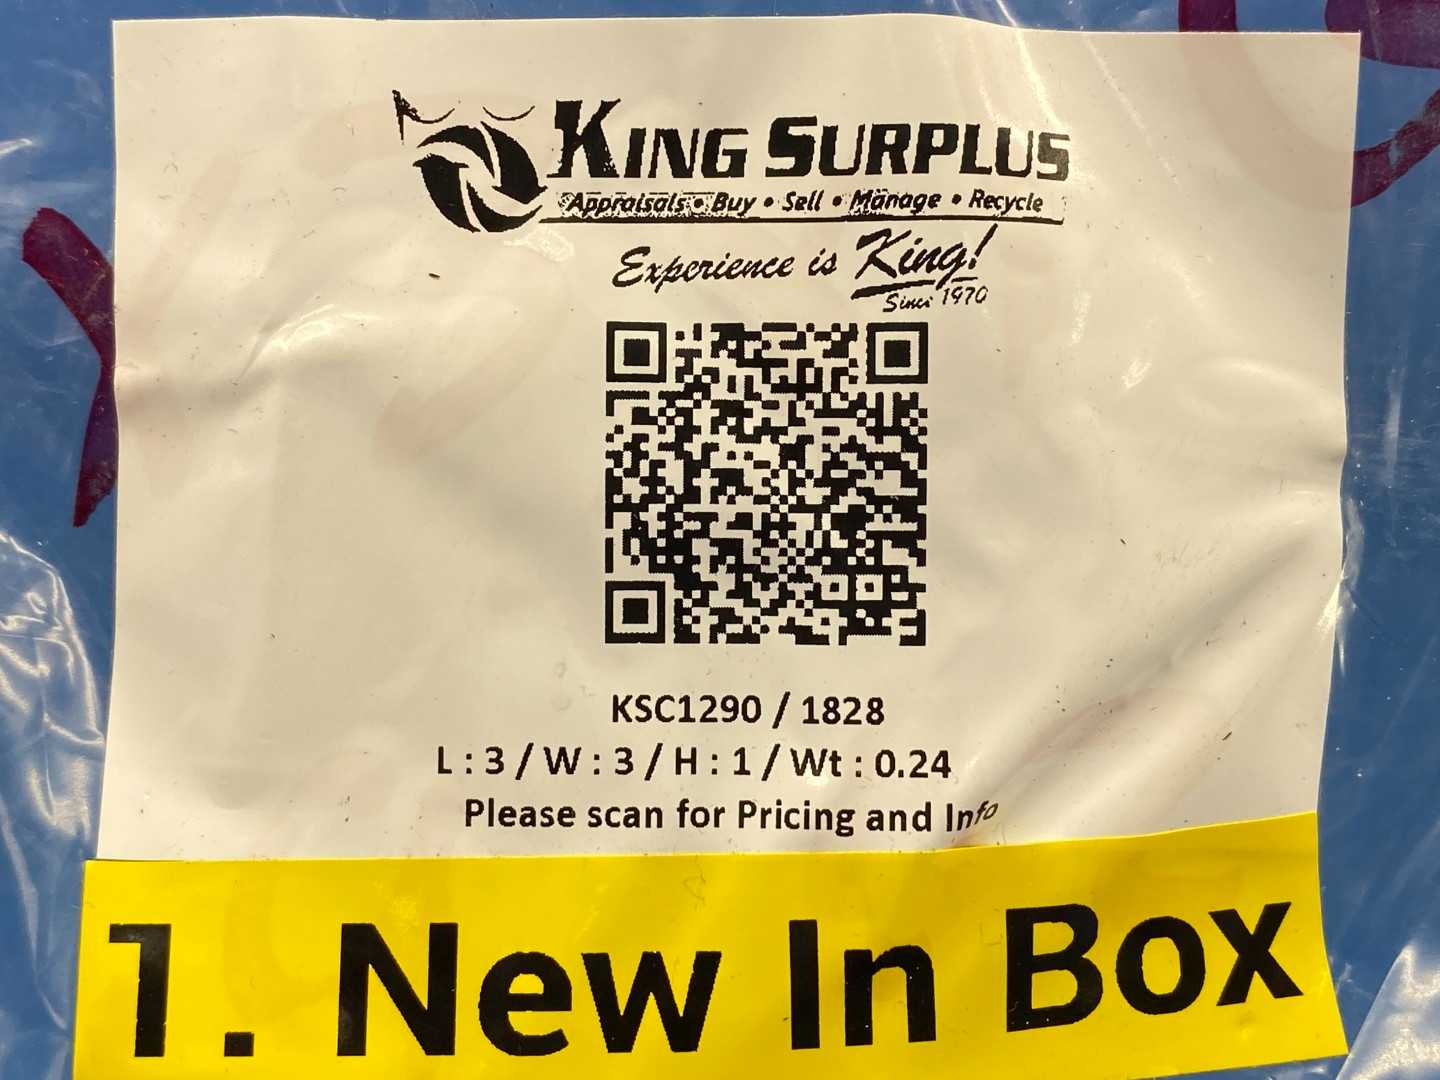 KING SURPLUS
Appraisals • Buy • Sell • Manage • Recycle
Experience is King!
Since 1970
KSC1290 / 1828
L : 3 / W : 3 / H : 1 / Wt : 0.24
Please scan for Pricing and Info
1. New In Box